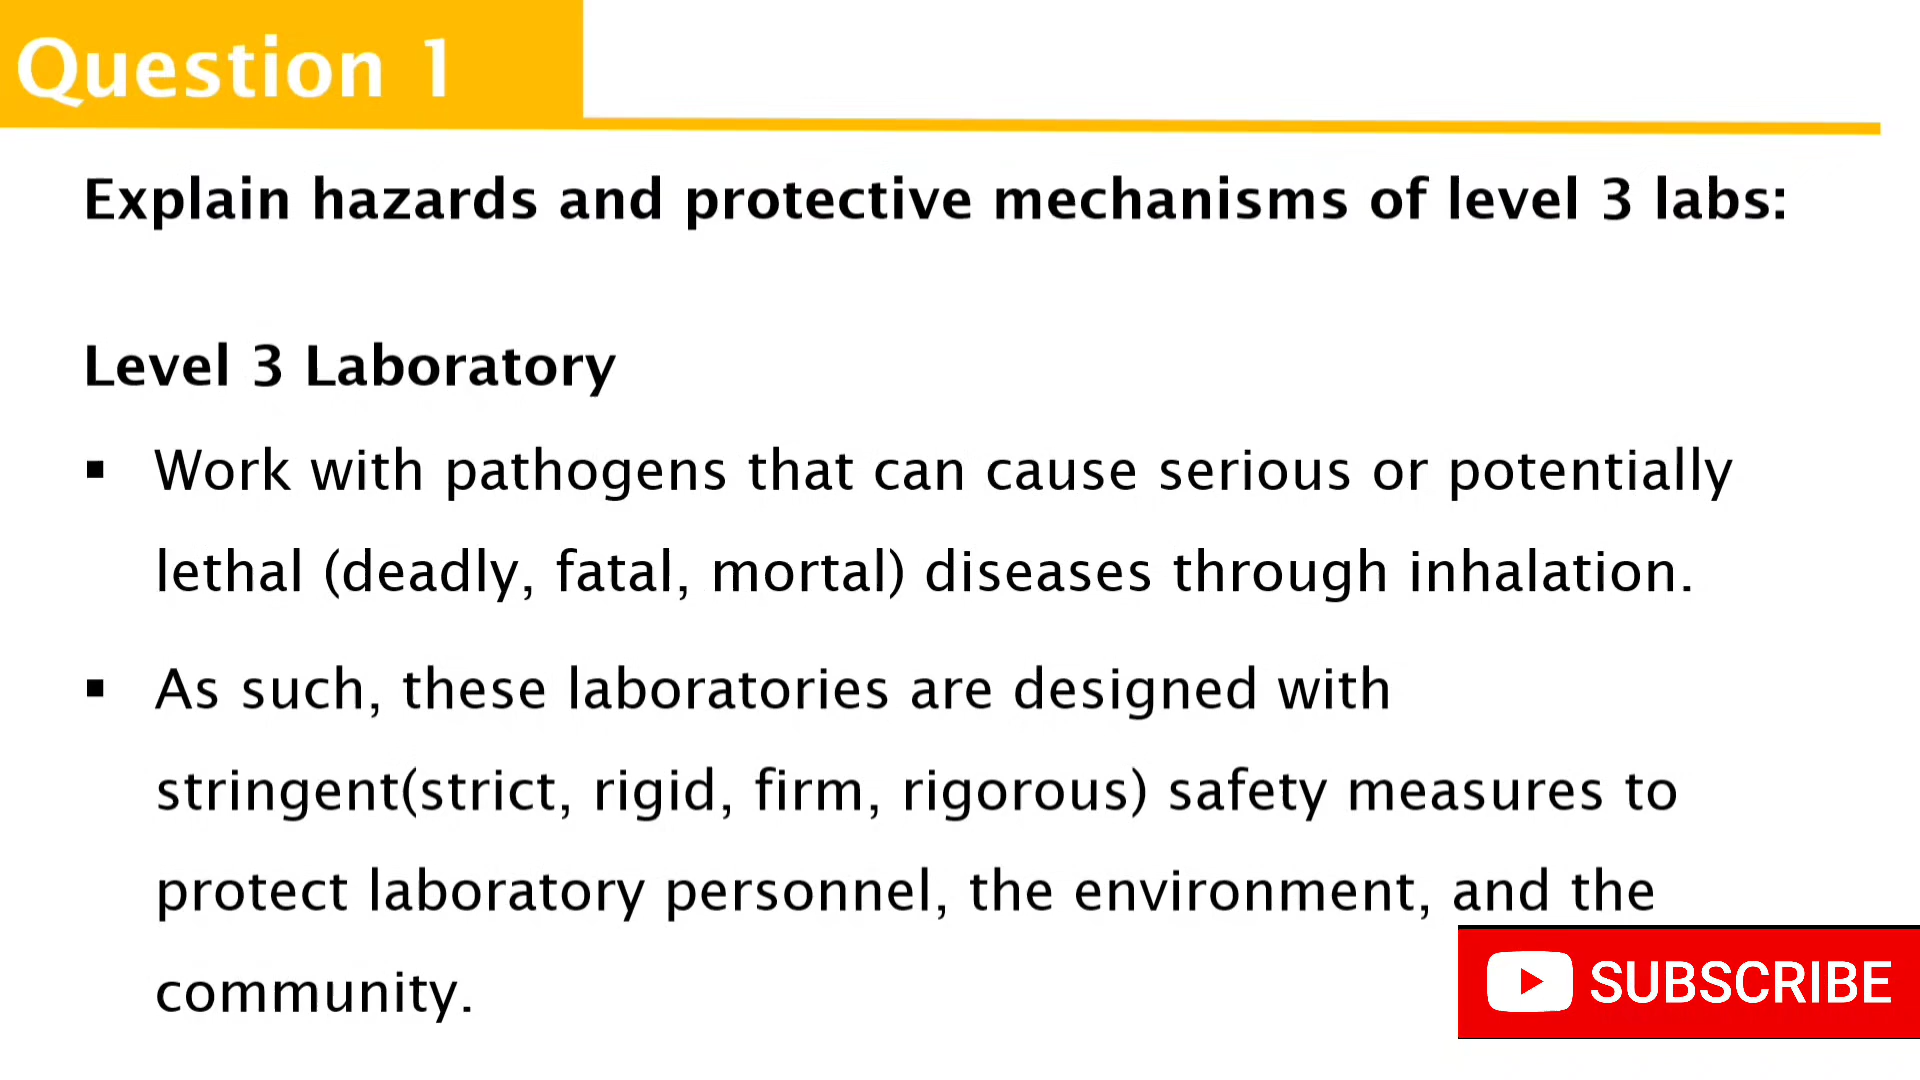 Question 1
Explain hazards and protective mechanisms of level 3 labs:
Level 3 Laboratory
▪ Work with pathogens that can cause serious or potentially
lethal (deadly, fatal, mortal) diseases through inhalation.
▪ As such, these laboratories are designed with
stringent(strict, rigid, firm, rigorous) safety measures to
protect laboratory personnel, the environment, and the
community.
SUBSCRIBE